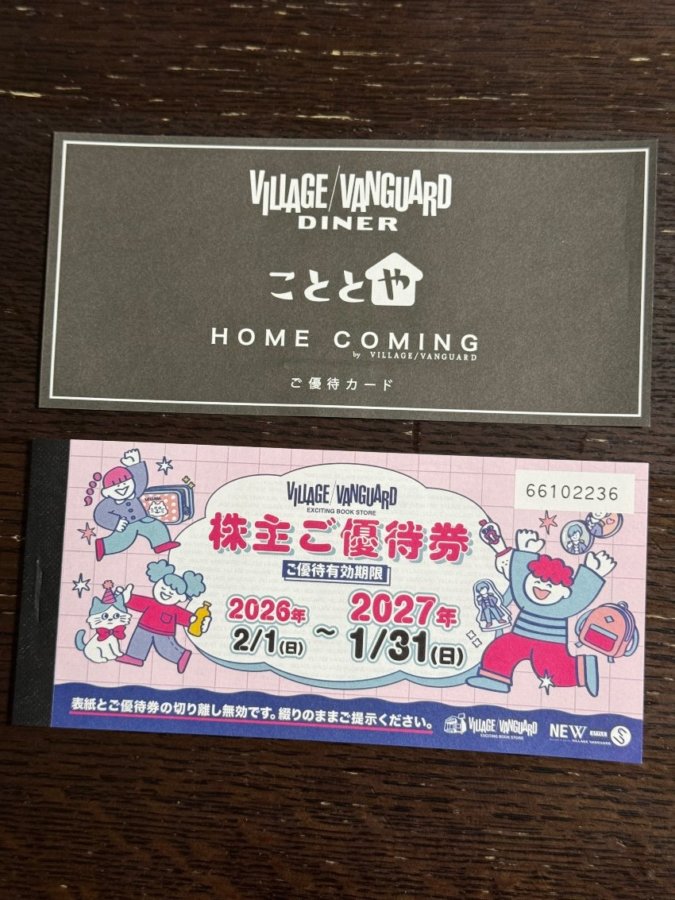 VILLAGE/VANGUARD
DINER
こととや
HOME COMING
by VILLAGE/VANGUARD
ご優待カード
66102236
VILLAGE/VANGUARD
EXCITING BOOK STORE
株主ご優待券
ご優待有効期限
2026年 2/1(日) ~ 2027年 1/31(日)
表紙とご優待券の切り離し無効です。綴りのままご提示ください。
VILLAGE/VANGUARD
EXCITING BOOK STORE
NEW STYLE
VILLAGE VANGUARD